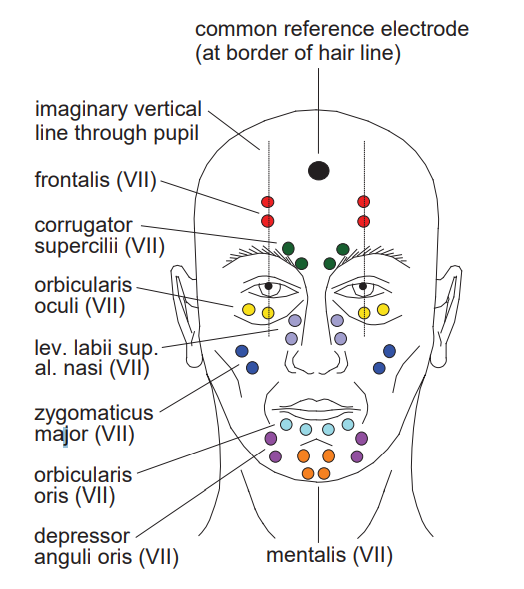 common reference electrode
(at border of hair line)
imaginary vertical
line through pupil
frontalis (VII)
corrugator
supercilii (VII)
orbicularis
oculi (VII)
lev. labii sup.
al. nasi (VII)
zygomaticus
major (VII)
orbicularis
oris (VII)
depressor
anguli oris (VII)
mentalis (VII)